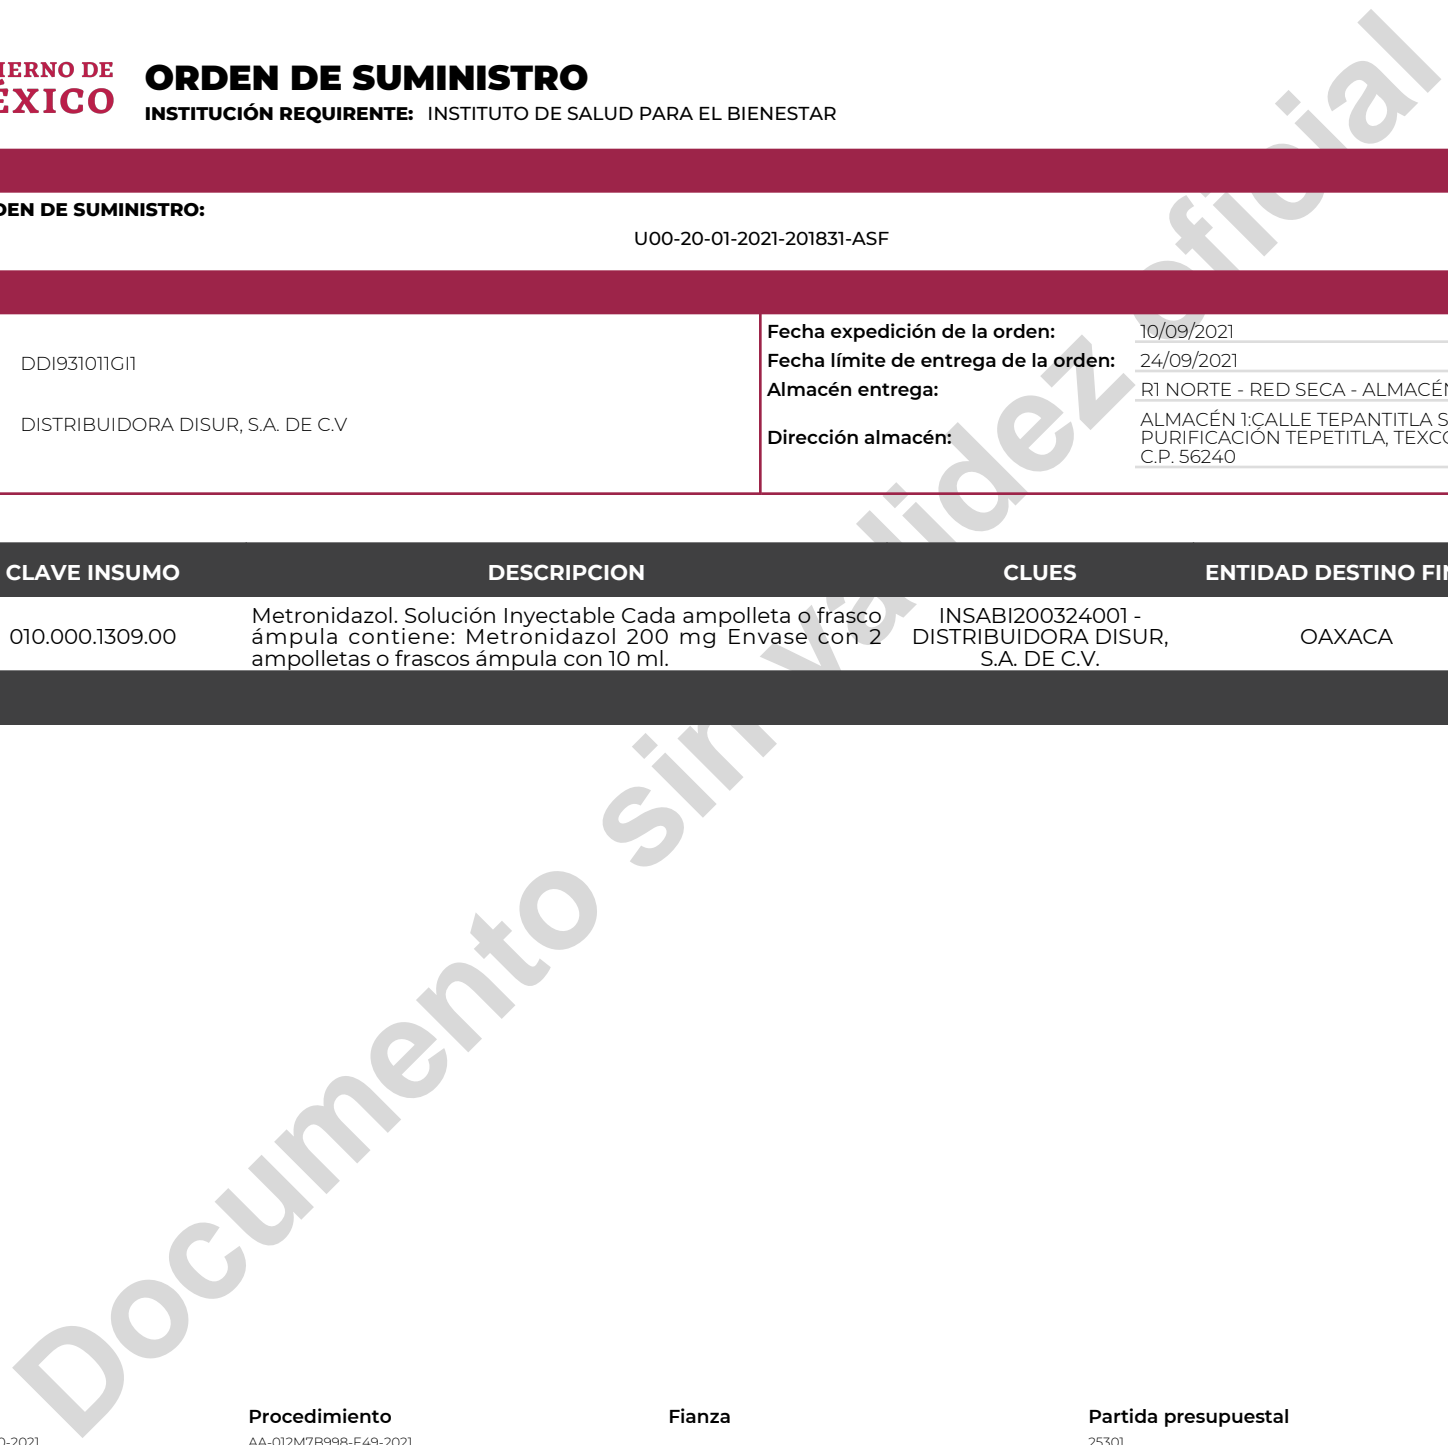 ORDEN DE SUMINISTRO
INSTITUCIÓN REQUIRENTE: INSTITUTO DE SALUD PARA EL BIENESTAR
DE
XICO
DE SUMINISTRO:
U00-20-01-2021-201831-ASF
DDI931011GI1
DISTRIBUIDORA DISUR, S.A. DE C.V
Fecha expedición de la orden: 10/09/2021
Fecha límite de entrega de la orden: 24/09/2021
Almacén entrega: R1 NORTE - RED SECA - ALMACÉN
Dirección almacén:
ALMACÉN 1:CALLE TEPANTITLA
PURIFICACIÓN TEPETITLA,
C.P. 56240
CLAVE INSUMO DESCRIPCION CLUES ENTIDAD DESTINO
010.000.1309.00
Metronidazol. Solución Inyectable Cada ampolleta o frasco
ámpula contiene: Metronidazol 200 mg Envase con 2
ampolletas o frascos ámpula con 10 ml.
INSABI200324001 -
DISTRIBUIDORA DISUR,
S.A. DE C.V.
OAXACA
Documento sin validez oficial
Procedimiento Fianza Partida presupuestal
AA-012M7B998-E49-2021 25301